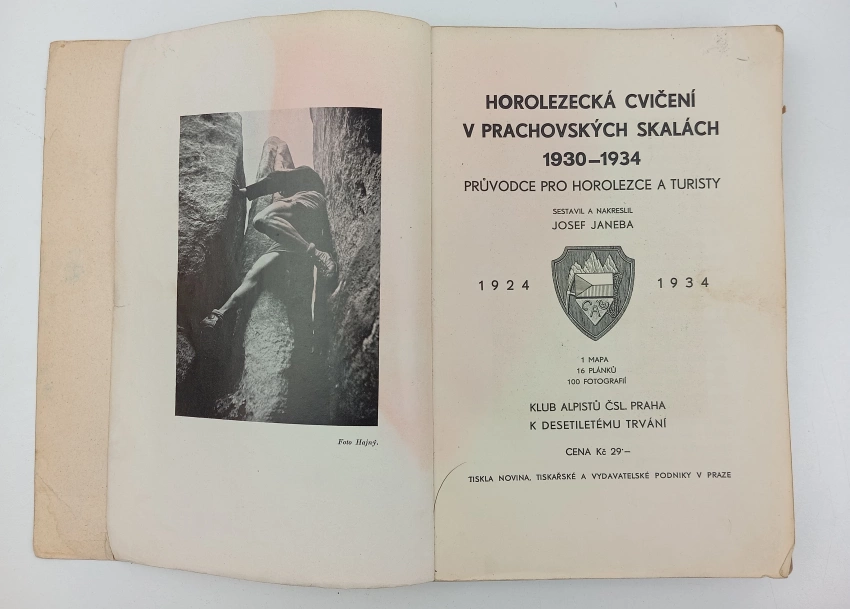 Foto Hajný.
HOROLEZECKÁ CVIČENÍ
V PRACHOVSKÝCH SKALÁCH
1930–1934
PRŮVODCE PRO HOROLEZCE A TURISTY
SESTAVIL A NAKRESLIL
JOSEF JANEBA
1924 1934
1 MAPA
16 PLÁNKŮ
100 FOTOGRAFIÍ
KLUB ALPISTŮ ČSL. PRAHA
K DESETILETÉMU TRVÁNÍ
CENA Kč 29·–
TISKLA NOVINA, TISKAŘSKÉ A VYDAVATELSKÉ PODNIKY V PRAZE